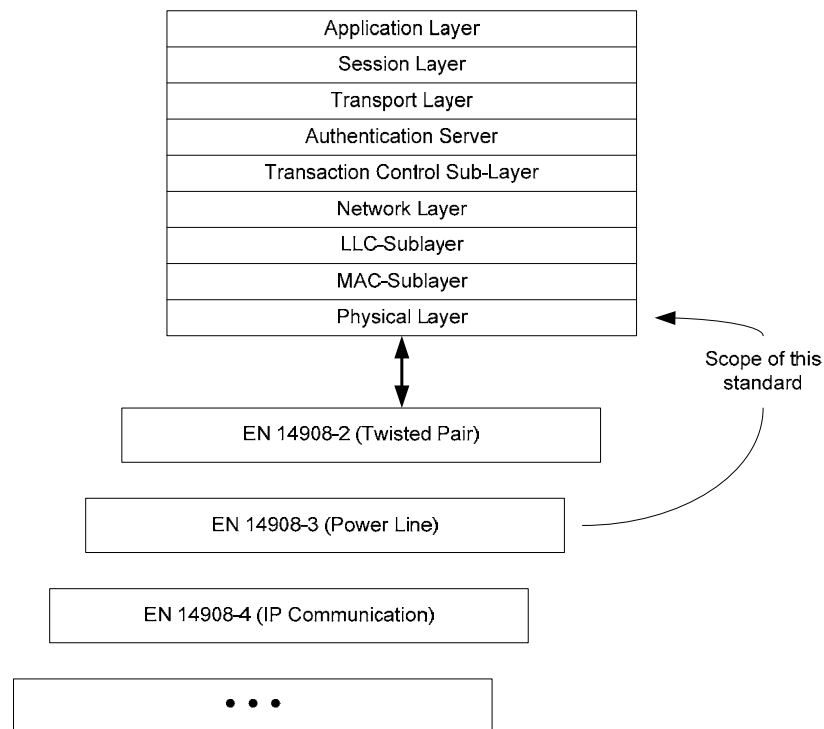 Application Layer
Session Layer
Transport Layer
Authentication Server
Transaction Control Sub-Layer
Network Layer
LLC-Sublayer
MAC-Sublayer
Physical Layer
Scope of this
standard
EN 14908-2 (Twisted Pair)
EN 14908-3 (Power Line)
EN 14908-4 (IP Communication)
• • •